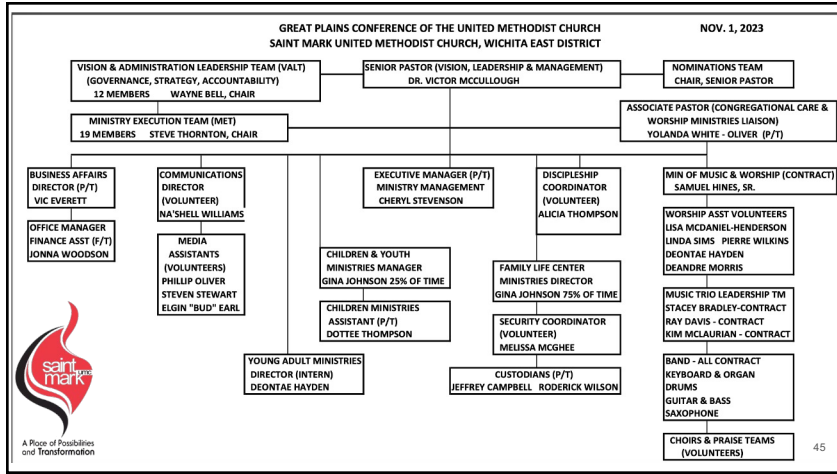 GREAT PLAINS CONFERENCE OF THE UNITED METHODIST CHURCH
NOV. 1, 2023
SAINT MARK UNITED METHODIST CHURCH, WICHITA EAST DISTRICT
VISION & ADMINISTRATION LEADERSHIP TEAM (VALT)
(GOVERNANCE, STRATEGY, ACCOUNTABILITY)
12 MEMBERS WAYNE BELL, CHAIR
SENIOR PASTOR (VISION, LEADERSHIP & MANAGEMENT)
DR. VICTOR MCCULLOUGH
NOMINATIONS TEAM
CHAIR, SENIOR PASTOR
MINISTRY EXECUTION TEAM (MET)
19 MEMBERS STEVE THORNTON, CHAIR
ASSOCIATE PASTOR (CONGREGATIONAL CARE &
WORSHIP MINISTRIES LIAISON)
YOLANDA WHITE - OLIVER (P/T)
BUSINESS AFFAIRS
DIRECTOR (P/T)
VIC EVERETT
OFFICE MANAGER
FINANCE ASST (F/T)
JONNA WOODSON
COMMUNICATIONS
DIRECTOR
(VOLUNTEER)
NA'SHELL WILLIAMS
MEDIA
ASSISTANTS
(VOLUNTEERS)
PHILLIP OLIVER
STEVEN STEWART
ELGIN "BUD" EARL
YOUNG ADULT MINISTRIES
DIRECTOR (INTERN)
DEONTAE HAYDEN
CHILDREN & YOUTH
MINISTRIES MANAGER
GINA JOHNSON 25% OF TIME
CHILDREN MINISTRIES
ASSISTANT (P/T)
DOTTEE THOMPSON
EXECUTIVE MANAGER (P/T)
MINISTRY MANAGEMENT
CHERYL STEVENSON
DISCIPLESHIP
COORDINATOR
(VOLUNTEER)
ALICIA THOMPSON
FAMILY LIFE CENTER
MINISTRIES DIRECTOR
GINA JOHNSON 75% OF TIME
SECURITY COORDINATOR
(VOLUNTEER)
MELISSA MCGHEE
CUSTODIANS (P/T)
JEFFREY CAMPBELL RODERICK WILSON
MIN OF MUSIC & WORSHIP (CONTRACT)
SAMUEL HINES, SR.
WORSHIP ASST VOLUNTEERS
LISA MCDANIEL-HENDERSON
LINDA SIMS PIERRE WILKINS
DEONTAE HAYDEN
DEANDRE MORRIS
MUSIC TRIO LEADERSHIP TM
STACEY BRADLEY-CONTRACT
RAY DAVIS - CONTRACT
KIM MCLAURIAN - CONTRACT
BAND - ALL CONTRACT
KEYBOARD & ORGAN
DRUMS
GUITAR & BASS
SAXOPHONE
CHOIRS & PRAISE TEAMS
(VOLUNTEERS)
saint
mark umc
A Place of Possibilities
and Transformation
45